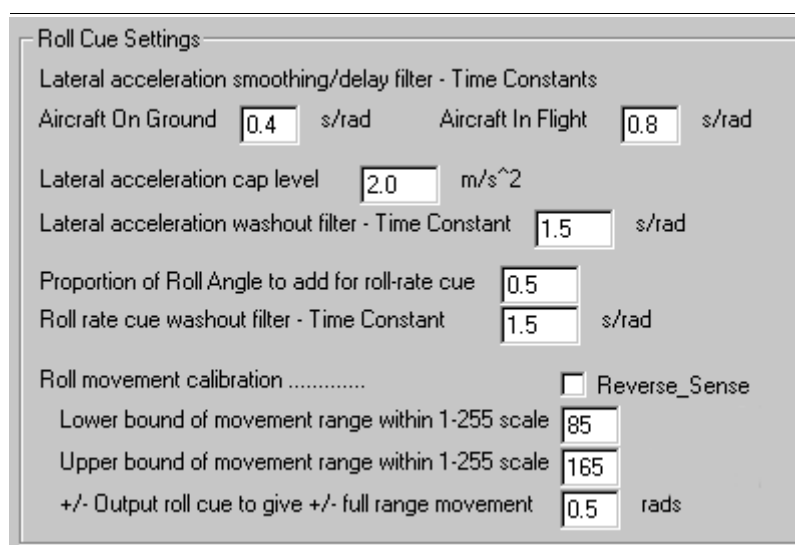 Roll Cue Settings
Lateral acceleration smoothing/delay filter - Time Constants
Aircraft On Ground 0.4 s/rad Aircraft In Flight 0.8 s/rad
Lateral acceleration cap level 2.0 m/s^2
Lateral acceleration washout filter - Time Constant 1.5 s/rad
Proportion of Roll Angle to add for roll-rate cue 0.5
Roll rate cue washout filter - Time Constant 1.5 s/rad
Roll movement calibration ............. Reverse_Sense
Lower bound of movement range within 1-255 scale 85
Upper bound of movement range within 1-255 scale 165
+/- Output roll cue to give +/- full range movement 0.5 rads